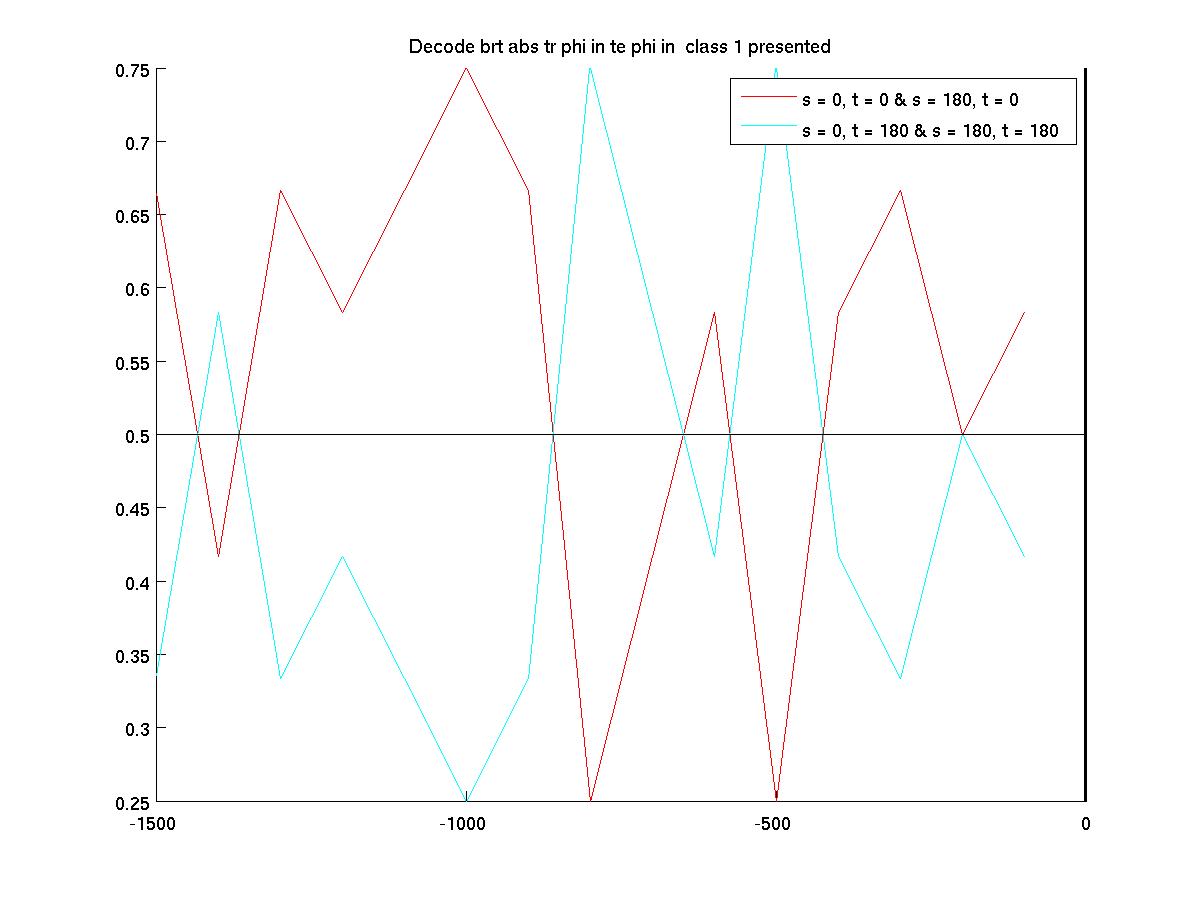 Decode brt abs tr phi in te phi in  class 1 presented
s = 0, t = 0 & s = 180, t = 0
s = 0, t = 180 & s = 180, t = 180
0.75
0.7
0.65
0.6
0.55
0.5
0.45
0.4
0.35
0.3
0.25
-1500 -1000 -500 0